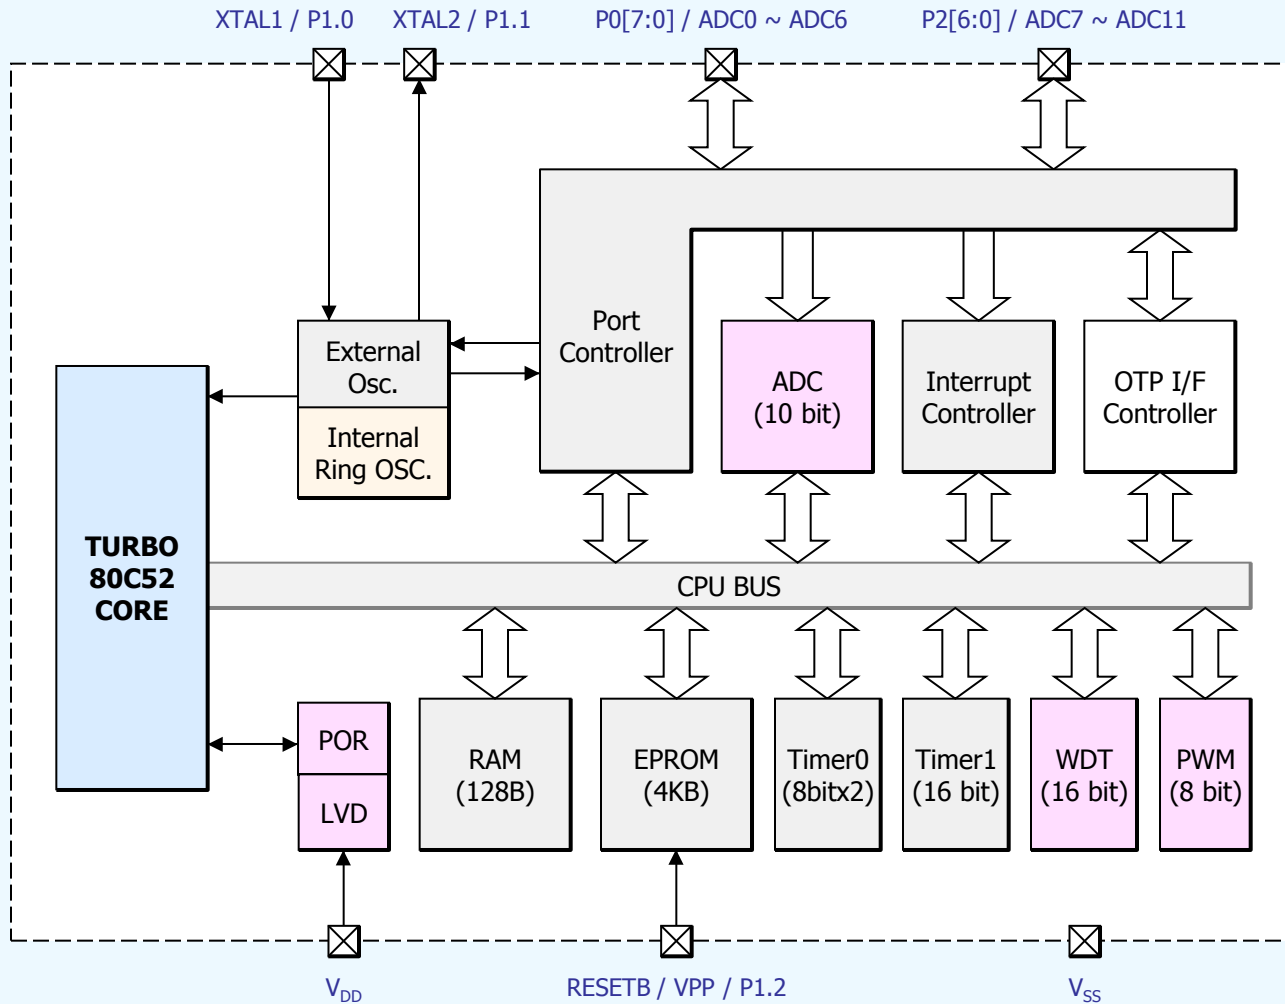 XTAL1 / P1.0
XTAL2 / P1.1
P0[7:0] / ADC0 ~ ADC6
P2[6:0] / ADC7 ~ ADC11
Port
Controller
External
Osc.
Internal
Ring OSC.
ADC
(10 bit)
Interrupt
Controller
OTP I/F
Controller
TURBO
80C52
CORE
CPU BUS
POR
LVD
RAM
(128B)
EPROM
(4KB)
Timer0
(8bitx2)
Timer1
(16 bit)
WDT
(16 bit)
PWM
(8 bit)
VDD
RESETB / VPP / P1.2
VSS